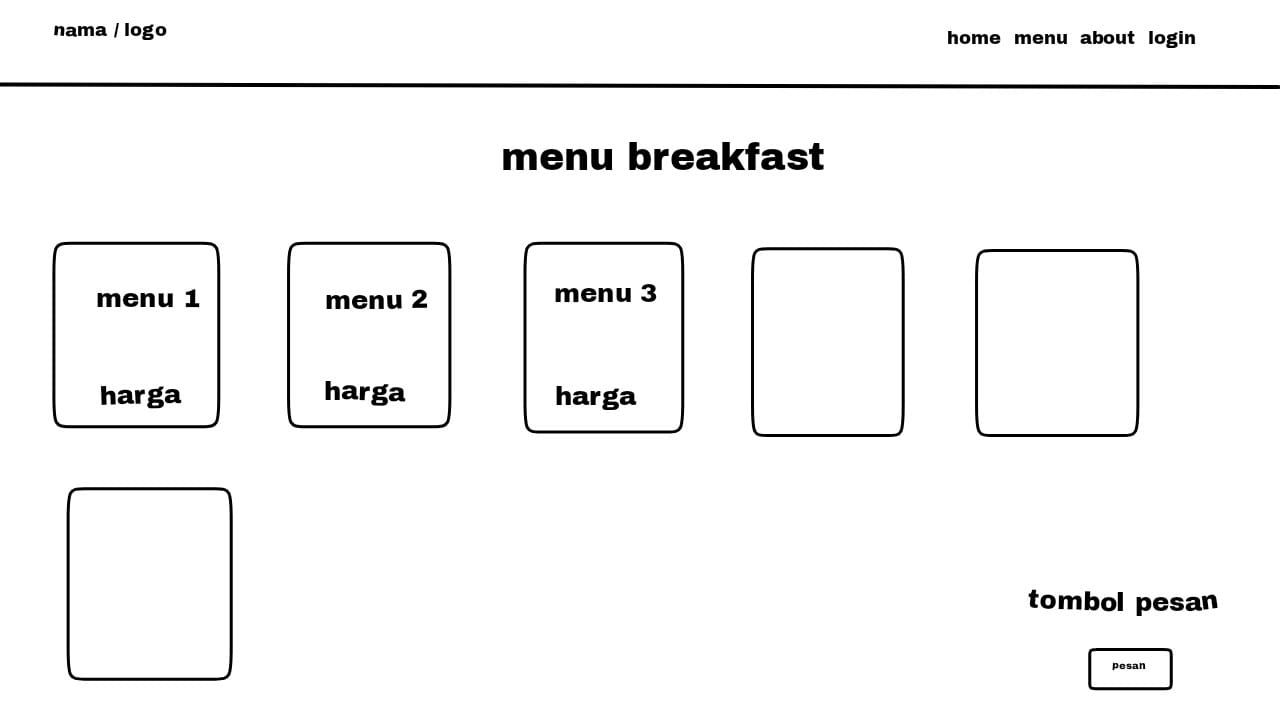 nama / logo
home menu about login
menu breakfast
menu 1
harga
menu 2
harga
menu 3
harga
tombol pesan
pesan